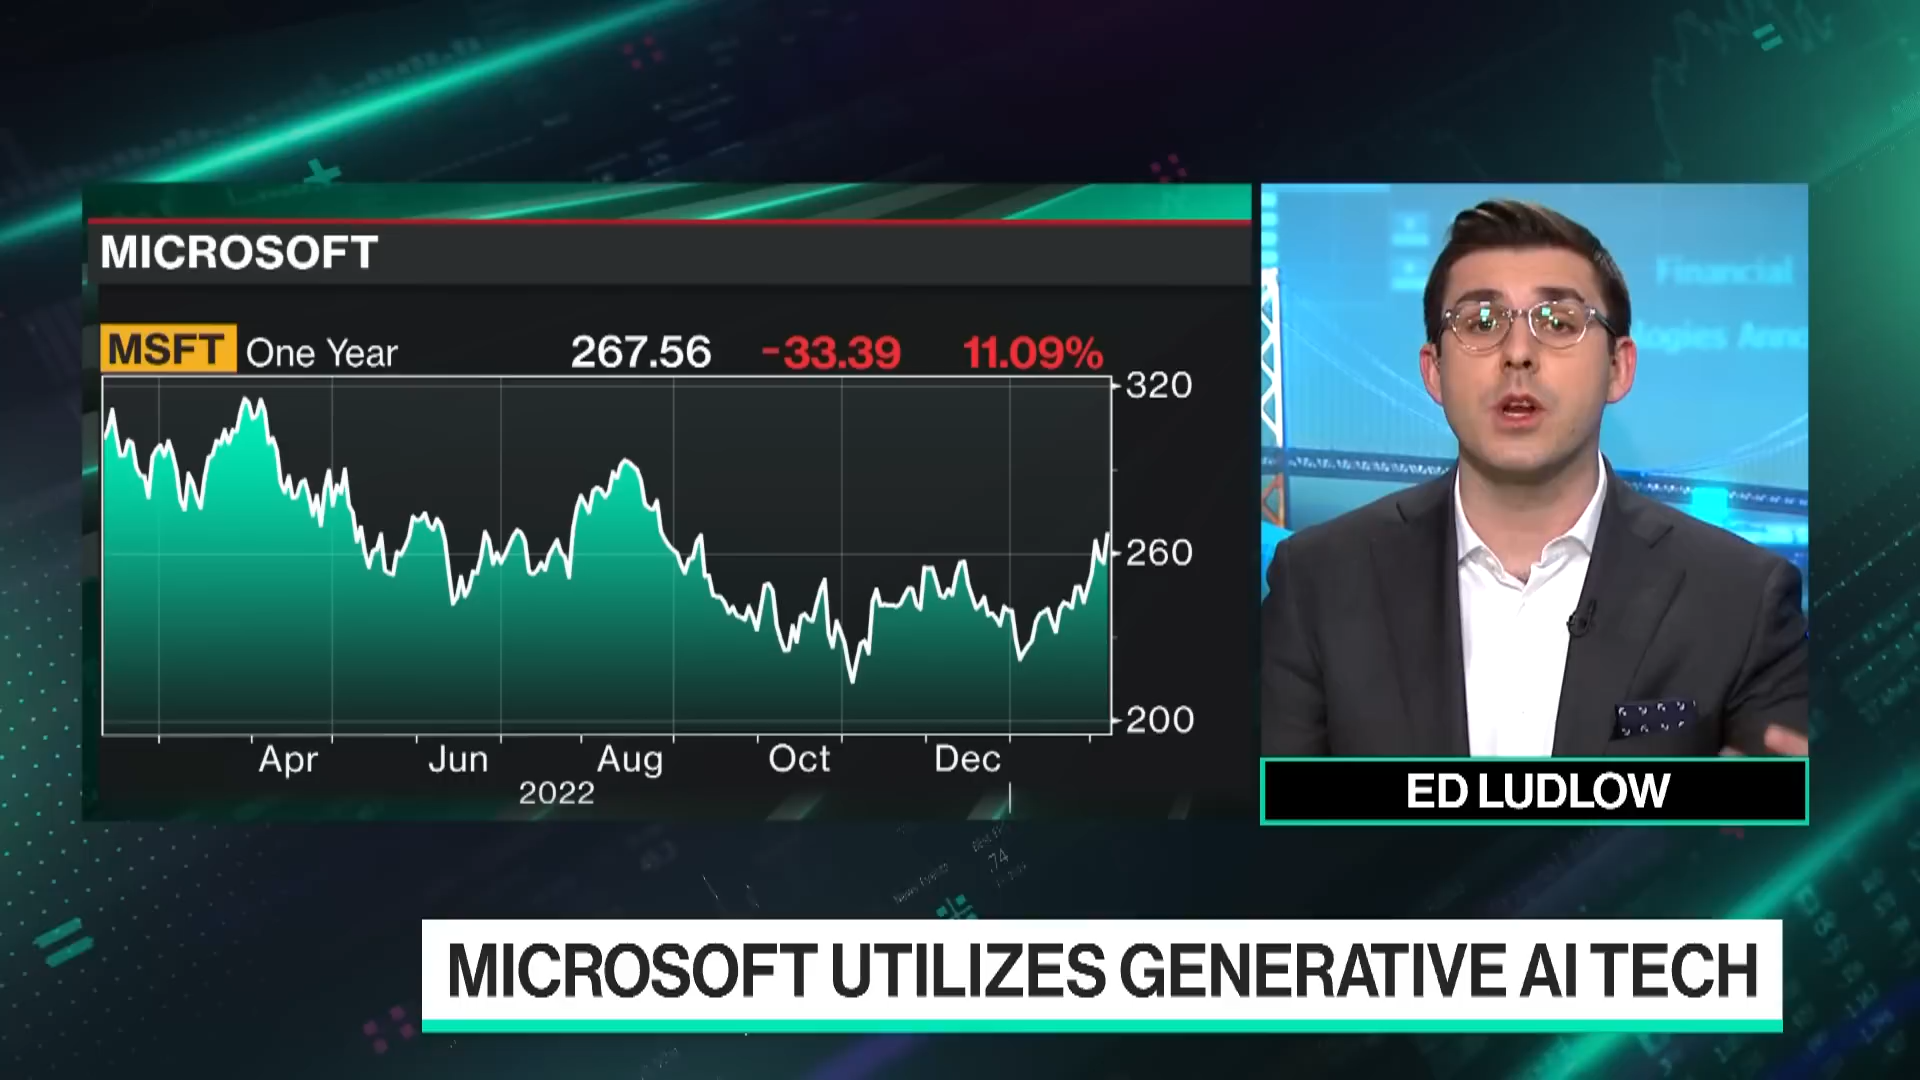 MICROSOFT
MSFT One Year 267.56 -33.39 11.09%
320
260
200
Apr Jun Aug Oct Dec
2022
Financial
ED LUDLOW
MICROSOFT UTILIZES GENERATIVE AI TECH